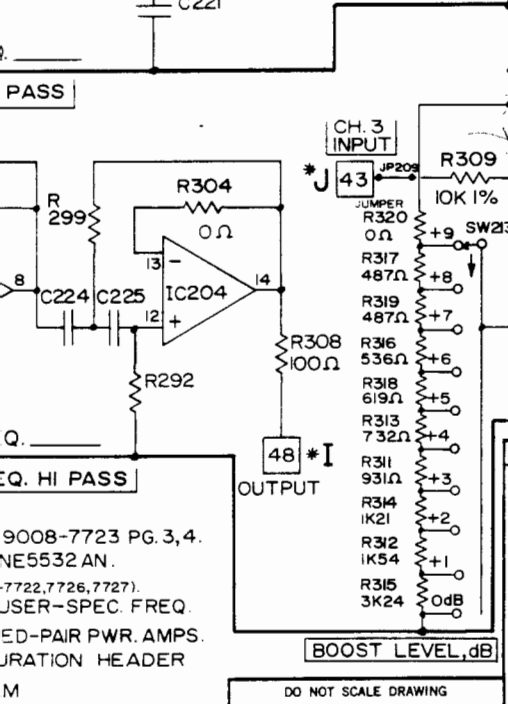 C221
Q. ______
PASS
CH. 3
INPUT
*J 43 JP209
R309
10K 1%
JUMPER
R320
0Ω
+9
SW213
R317
487Ω
+8
R319
487Ω
+7
R316
536Ω
+6
R318
619Ω
+5
R313
732Ω
+4
R311
931Ω
+3
R314
1K21
+2
R312
1K54
+1
R315
3K24
0dB
BOOST LEVEL,dB
R304
0Ω
R
299
13
−
14
IC204
8
C224
C225
12
+
R308
100Ω
R292
48 *I
OUTPUT
EQ. ______
EQ. HI PASS
9008-7723 PG. 3,4.
NE5532AN.
-7722,7726,7727).
USER-SPEC. FREQ.
ED-PAIR PWR. AMPS.
URATION HEADER
M
DO NOT SCALE DRAWING